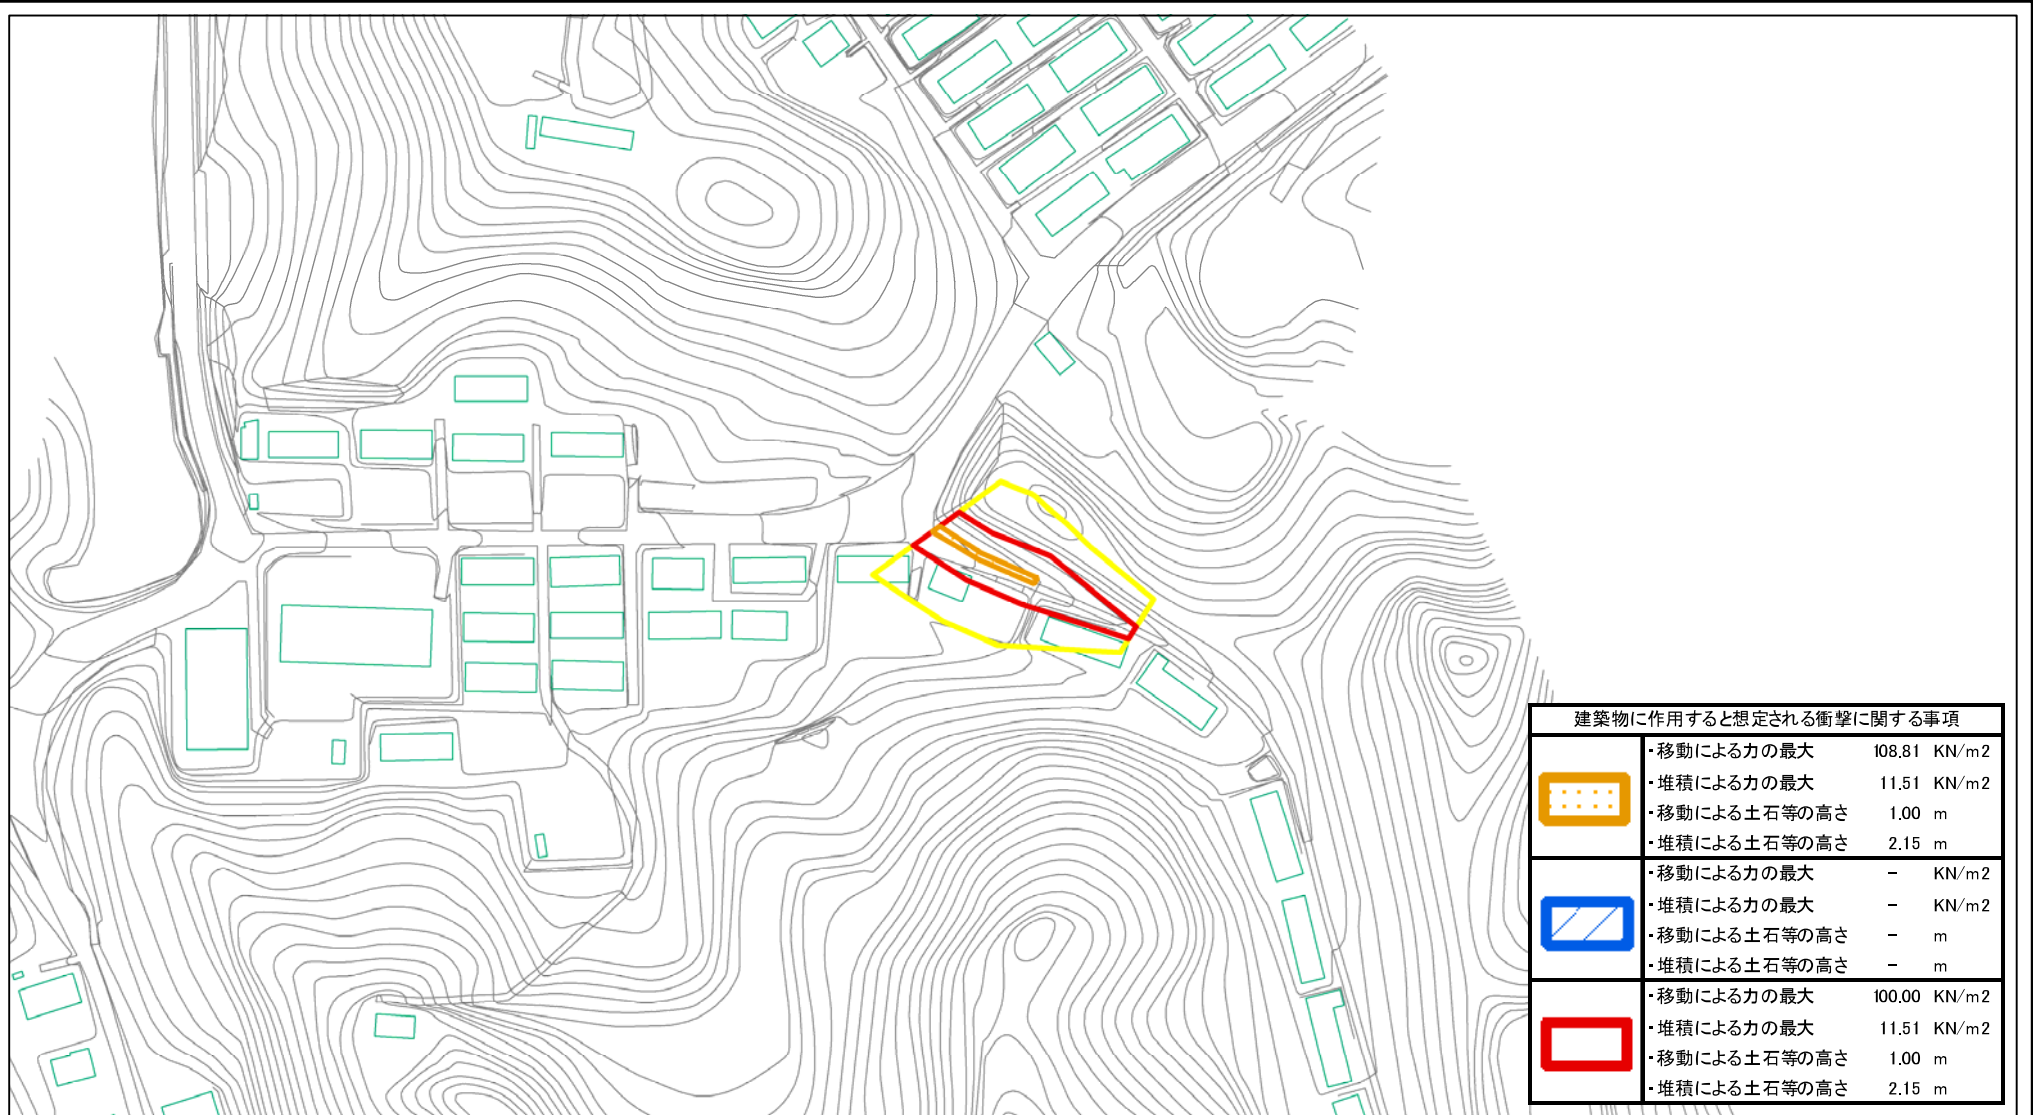 建築物に作用すると想定される衝撃に関する事項
・移動による力の最大 108.81 KN/m2
・堆積による力の最大 11.51 KN/m2
・移動による土石等の高さ 1.00 m
・堆積による土石等の高さ 2.15 m
・移動による力の最大 － KN/m2
・堆積による力の最大 － KN/m2
・移動による土石等の高さ － m
・堆積による土石等の高さ － m
・移動による力の最大 100.00 KN/m2
・堆積による力の最大 11.51 KN/m2
・移動による土石等の高さ 1.00 m
・堆積による土石等の高さ 2.15 m